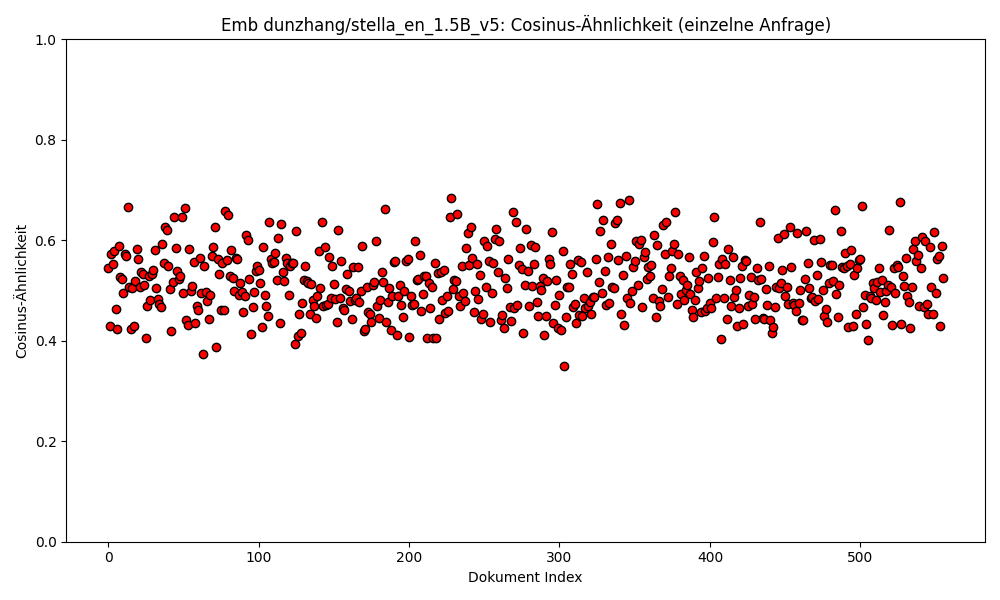 Emb dunzhang/stella_en_1.5B_v5: Cosinus-Ähnlichkeit (einzelne Anfrage)
1.0
0.8
0.6
0.4
0.2
0.0
Cosinus-Ähnlichkeit
0 100 200 300 400 500
Dokument Index